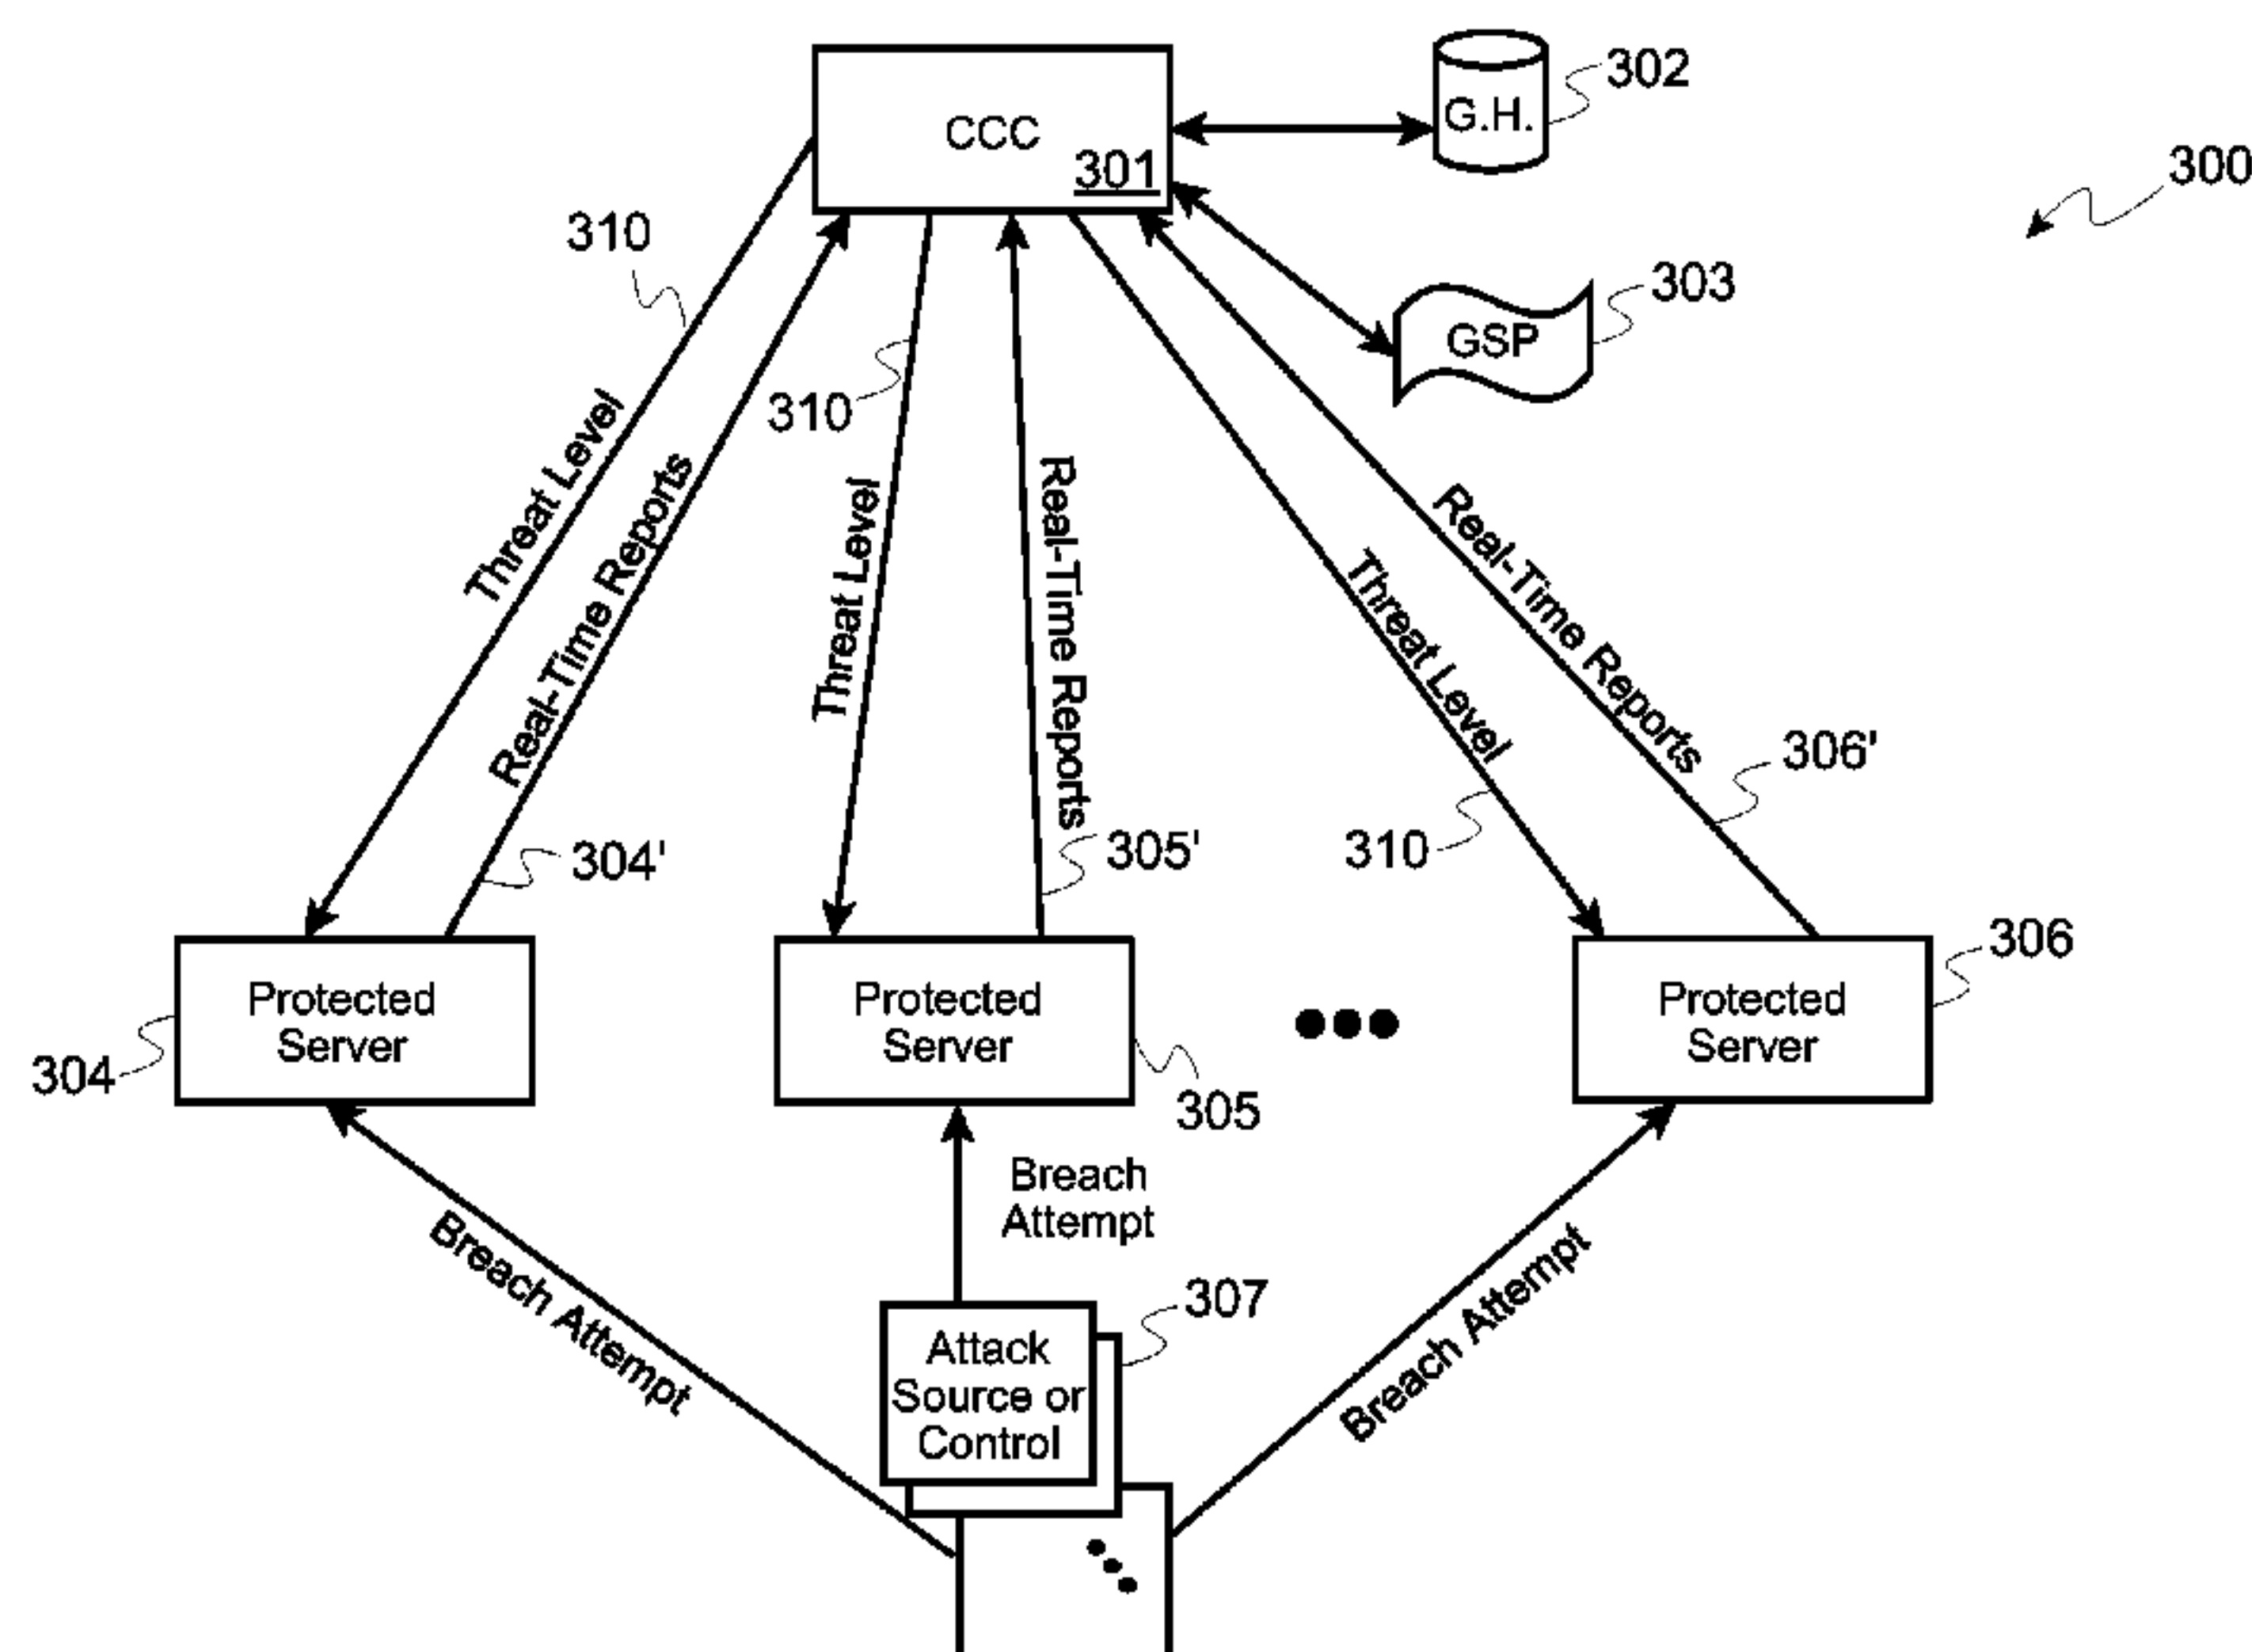 302
G.H.
CCC
301
300
310
303
GSP
310
Threat Level
Real-Time Reports
Threat Level
Real-Time Reports
Threat Level
Real-Time Reports
306'
304'
305'
310
306
Protected
Server
Protected
Server
Protected
Server
304
305
Breach
Attempt
Breach Attempt
Breach Attempt
307
Attack
Source or
Control